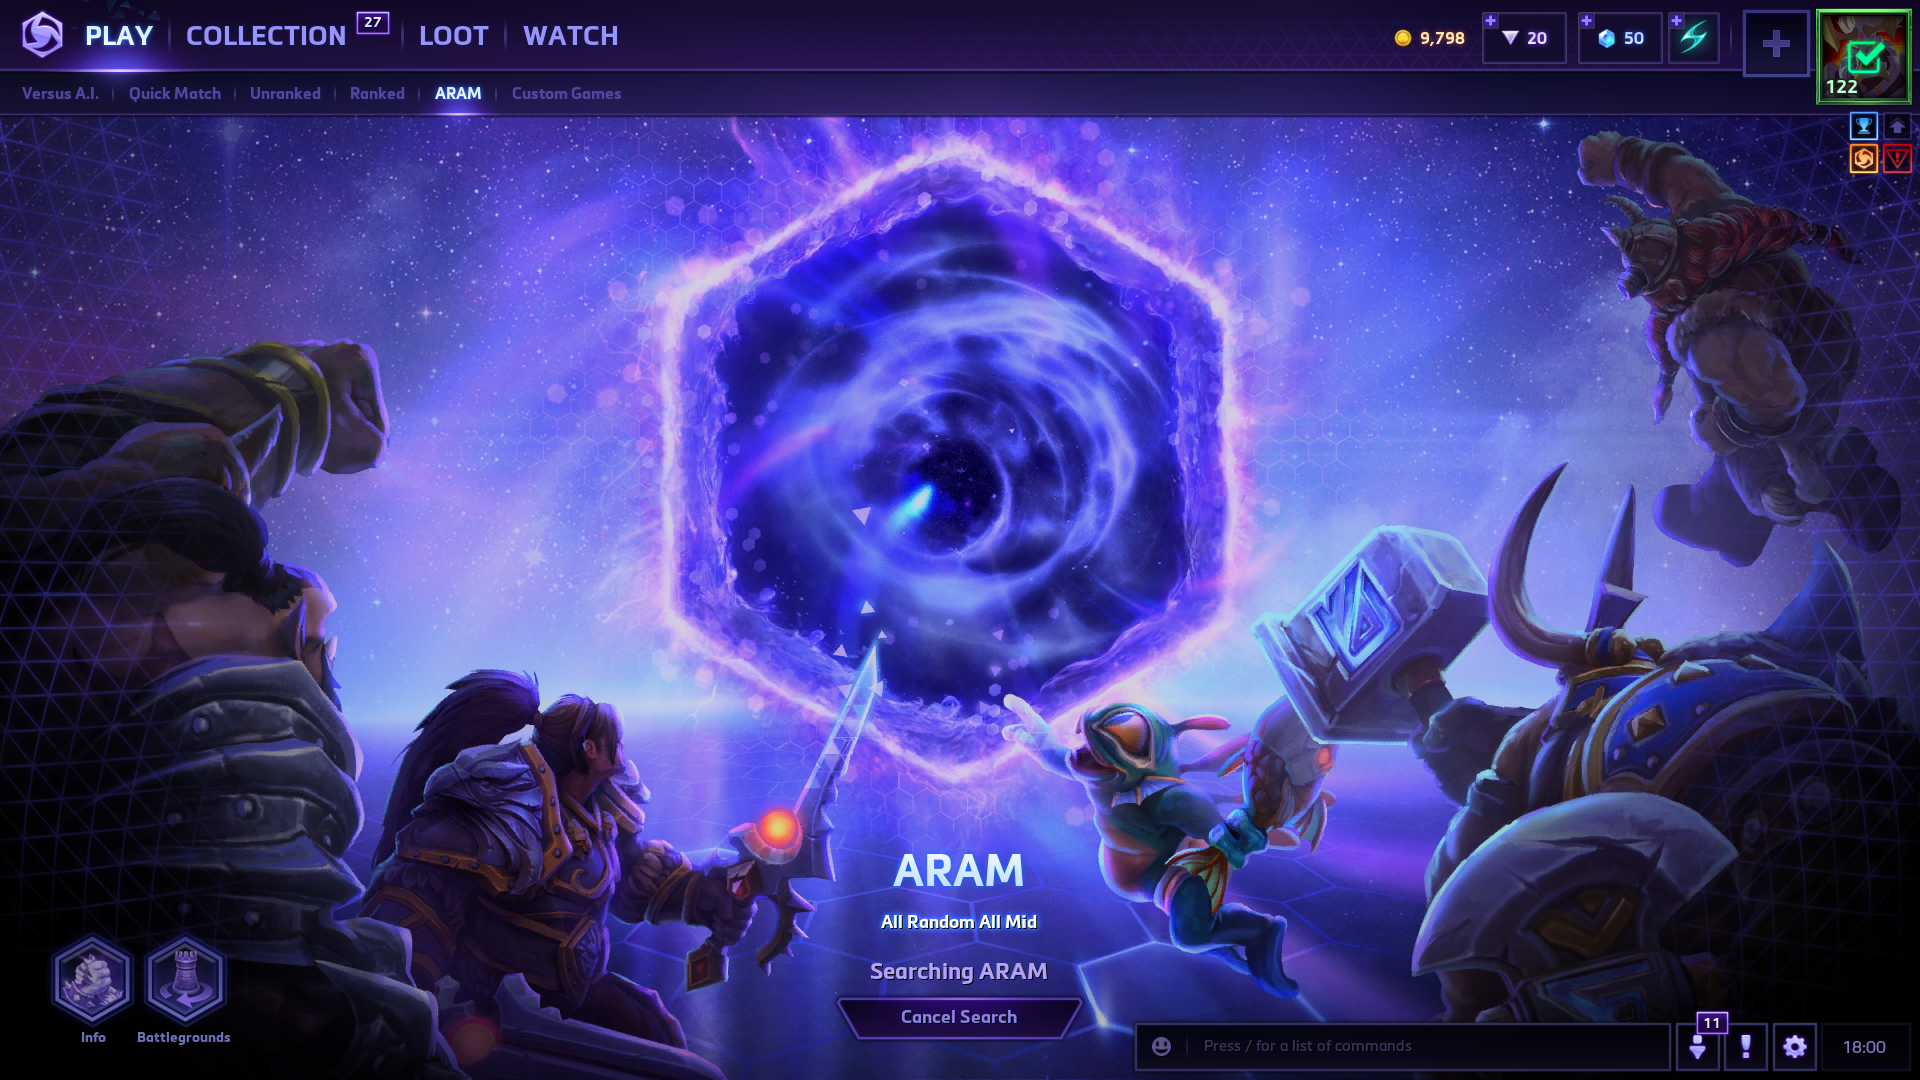 PLAY
COLLECTION
27
LOOT
WATCH
9,798
20
50
122
Versus A.I.
Quick Match
Unranked
Ranked
ARAM
Custom Games
ARAM
All Random All Mid
Searching ARAM
Cancel Search
Info
Battlegrounds
Press / for a list of commands
11
18:00